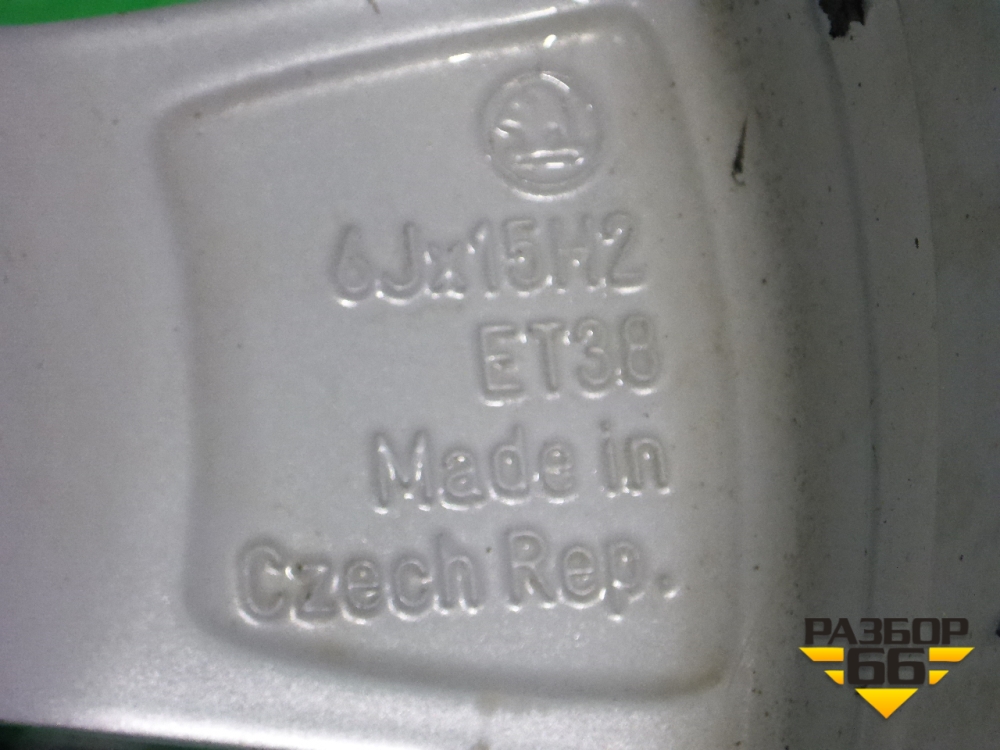 6Jx15H2
ET38
Made in
Czech Rep.
РАЗБОР
66